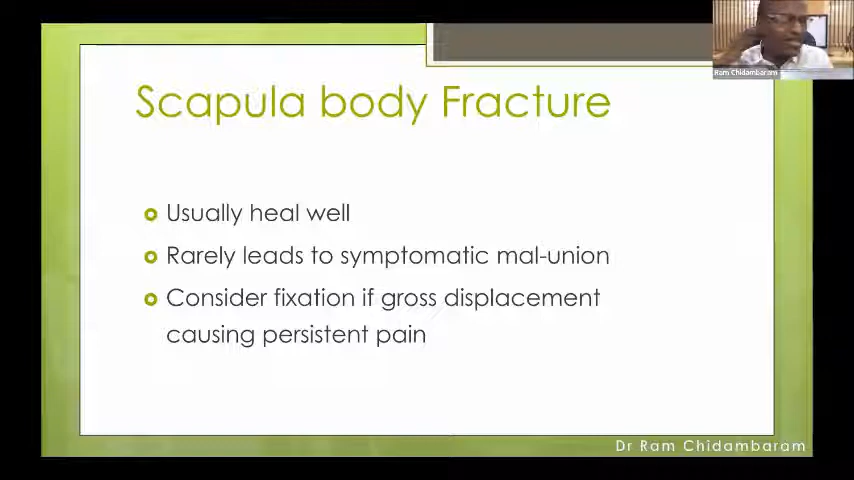 Ram Chidambaram
Scapula body Fracture
Usually heal well
Rarely leads to symptomatic mal-union
Consider fixation if gross displacement
causing persistent pain
Dr Ram Chidambaram